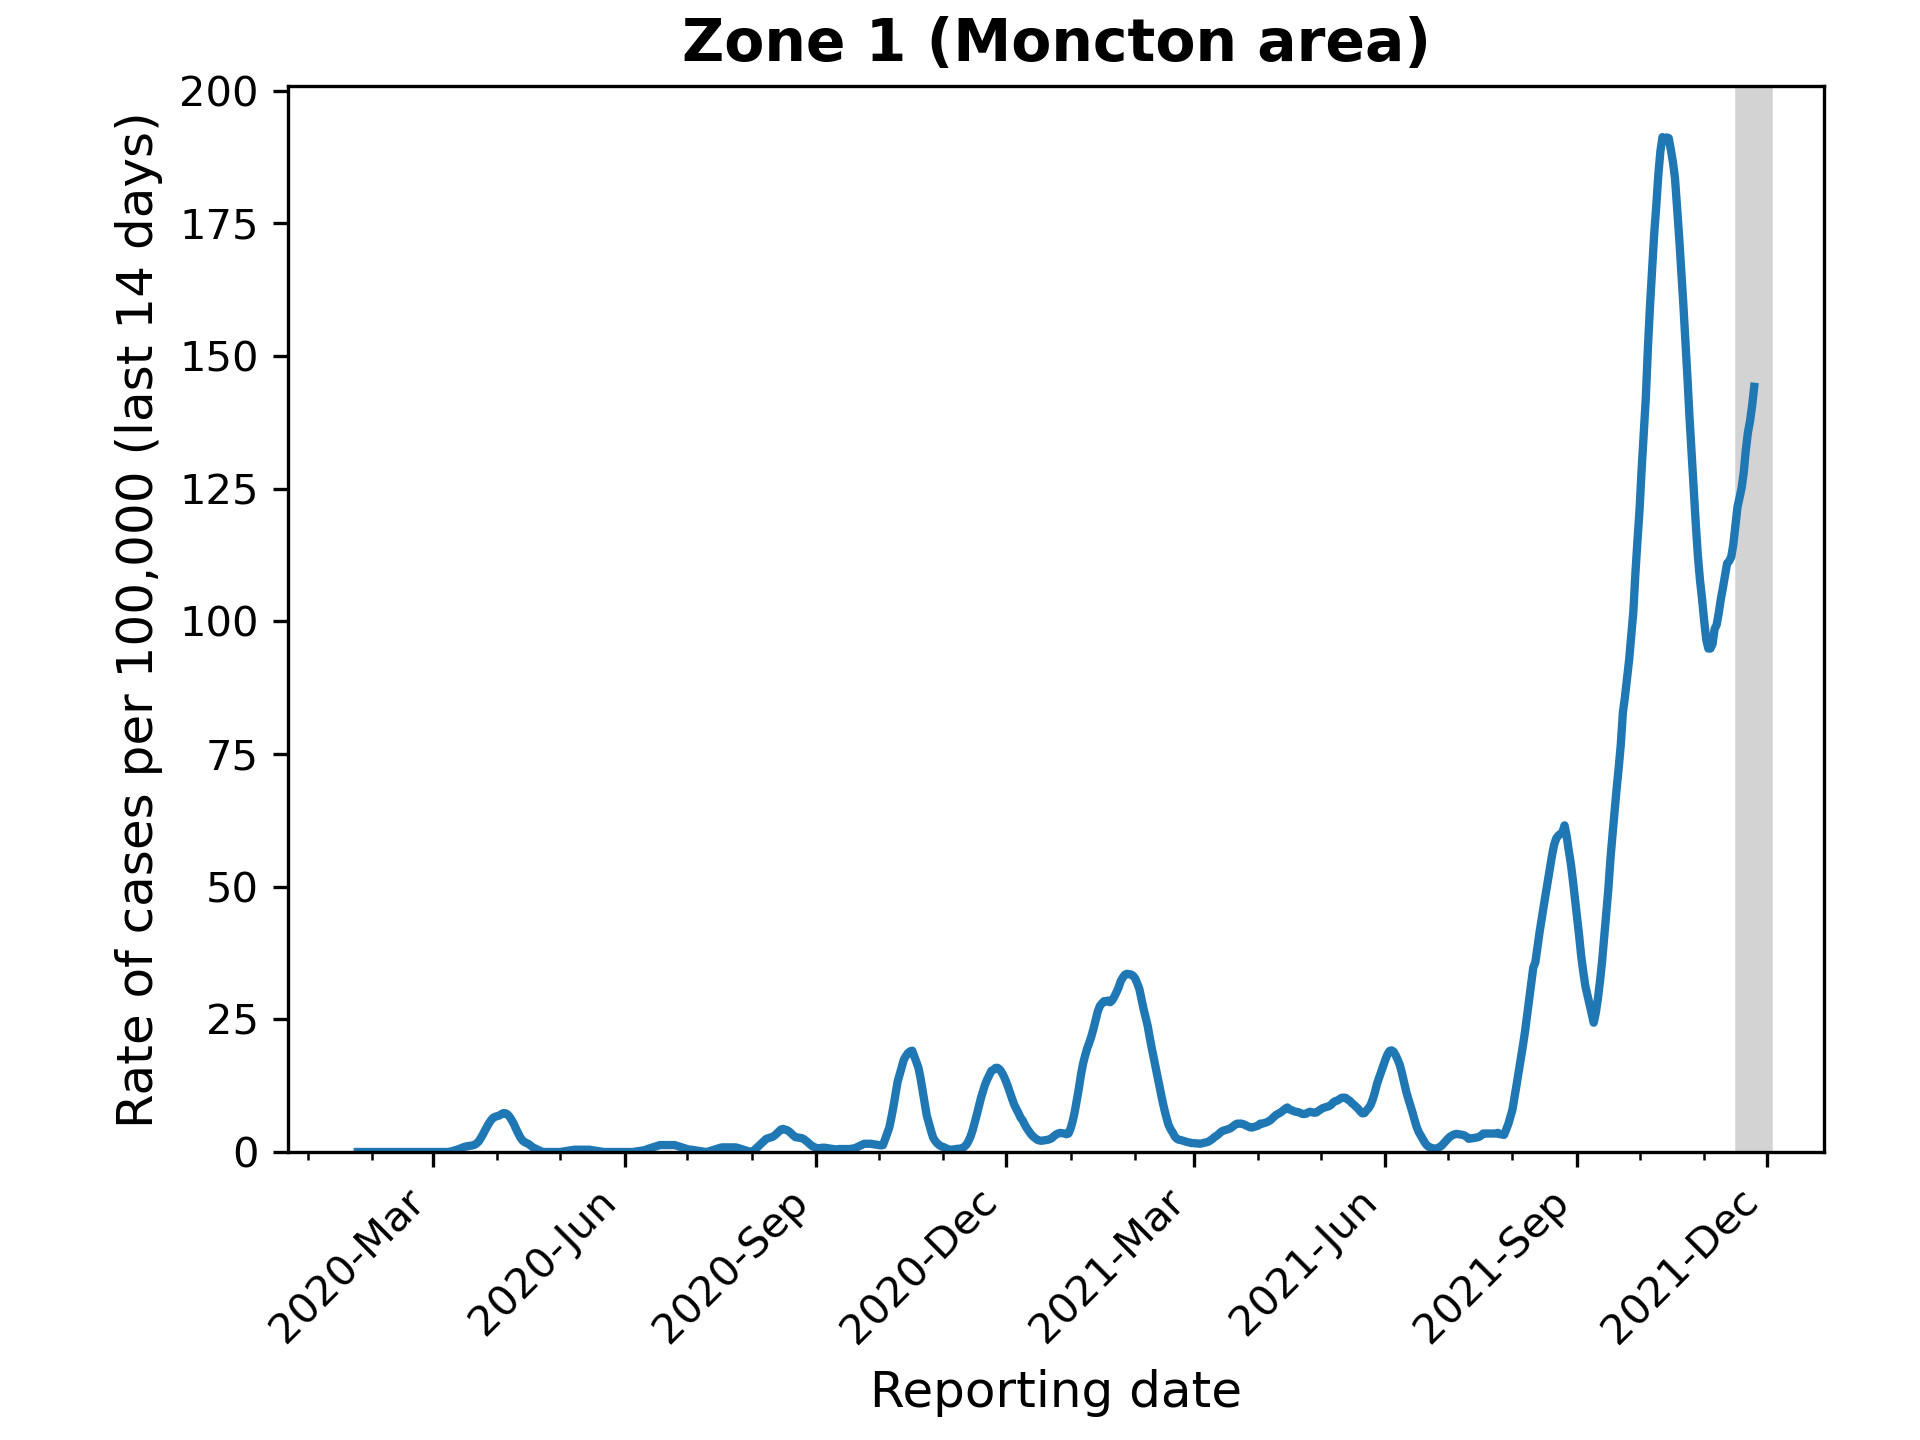 Zone 1 (Moncton area)
Rate of cases per 100,000 (last 14 days)
200
175
150
125
100
75
50
25
0
2020-Mar
2020-Jun
2020-Sep
2020-Dec
2021-Mar
2021-Jun
2021-Sep
2021-Dec
Reporting date